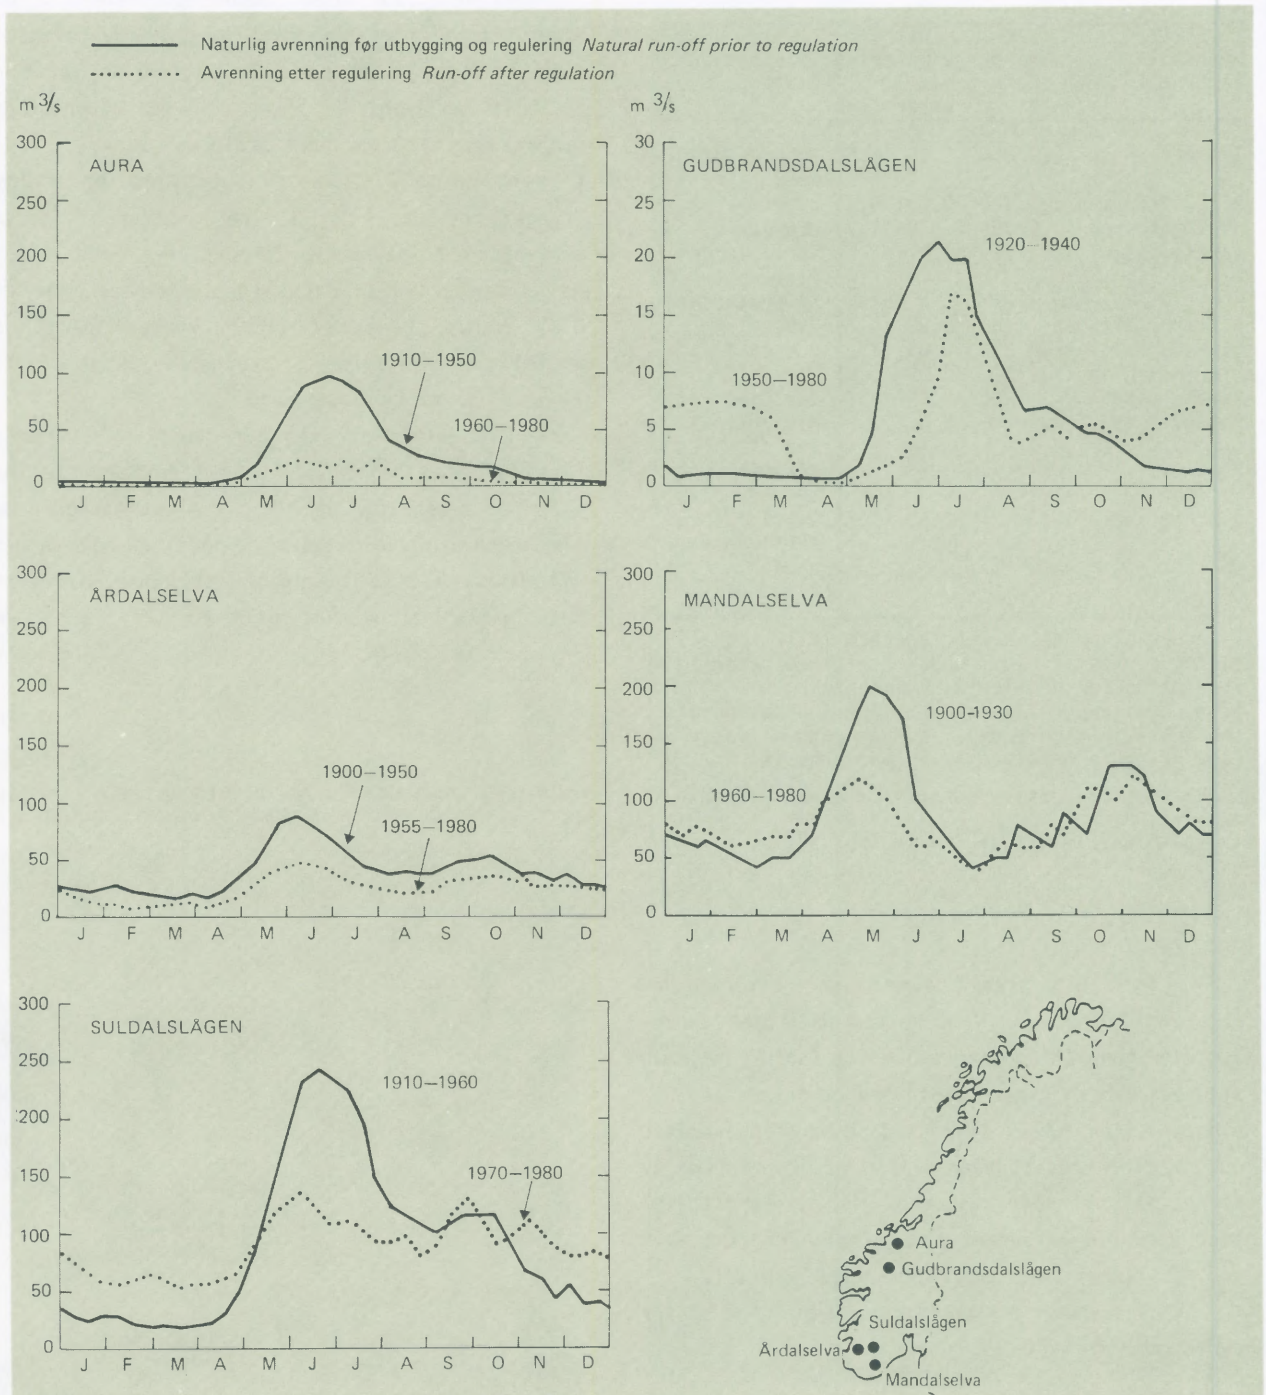 Naturlig avrenning før utbygging og regulering Natural run-off prior to regulation
Avrenning etter regulering Run-off after regulation
m 3/s
300
250
200
150
100
50
0
AURA
1910–1950
1960–1980
J F M A M J J A S O N D
m 3/s
30
25
20
15
10
5
0
GUDBRANDSDALSLÅGEN
1920–1940
1950–1980
J F M A M J J A S O N D
300
250
200
150
100
50
0
ÅRDALSELVA
1900–1950
1955–1980
J F M A M J J A S O N D
300
250
200
150
100
50
0
MANDALSELVA
1900-1930
1960–1980
J F M A M J J A S O N D
300
250
200
150
100
50
0
SULDALSLÅGEN
1910–1960
1970–1980
J F M A M J J A S O N D
Aura
Gudbrandsdalslågen
Suldalslågen
Årdalselva
Mandalselva